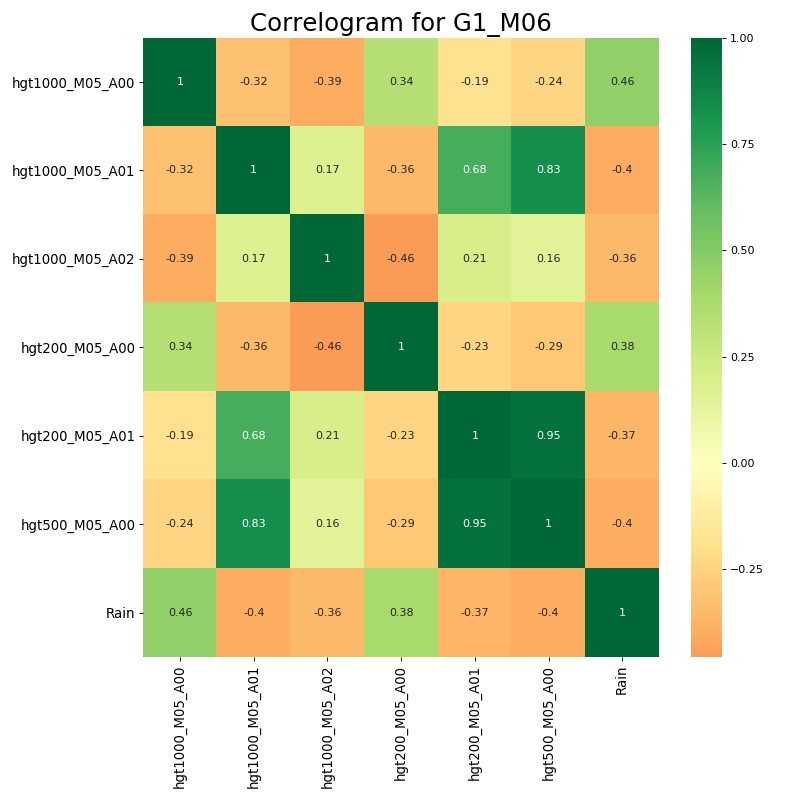 Correlogram for G1_M06
hgt1000_M05_A00 1 -0.32 -0.39 0.34 -0.19 -0.24 0.46
hgt1000_M05_A01 -0.32 1 0.17 -0.36 0.68 0.83 -0.4
hgt1000_M05_A02 -0.39 0.17 1 -0.46 0.21 0.16 -0.36
hgt200_M05_A00 0.34 -0.36 -0.46 1 -0.23 -0.29 0.38
hgt200_M05_A01 -0.19 0.68 0.21 -0.23 1 0.95 -0.37
hgt500_M05_A00 -0.24 0.83 0.16 -0.29 0.95 1 -0.4
Rain 0.46 -0.4 -0.36 0.38 -0.37 -0.4 1
hgt1000_M05_A00
hgt1000_M05_A01
hgt1000_M05_A02
hgt200_M05_A00
hgt200_M05_A01
hgt500_M05_A00
Rain
1.00
0.75
0.50
0.25
0.00
−0.25